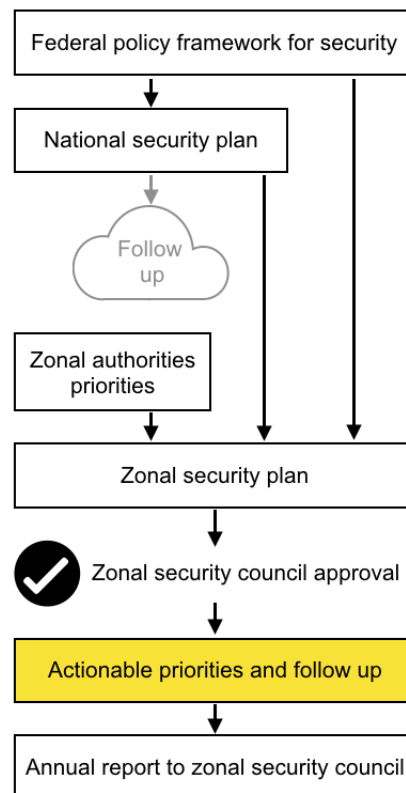 Federal policy framework for security
National security plan
Follow
up
Zonal authorities
priorities
Zonal security plan
Zonal security council approval
Actionable priorities and follow up
Annual report to zonal security council